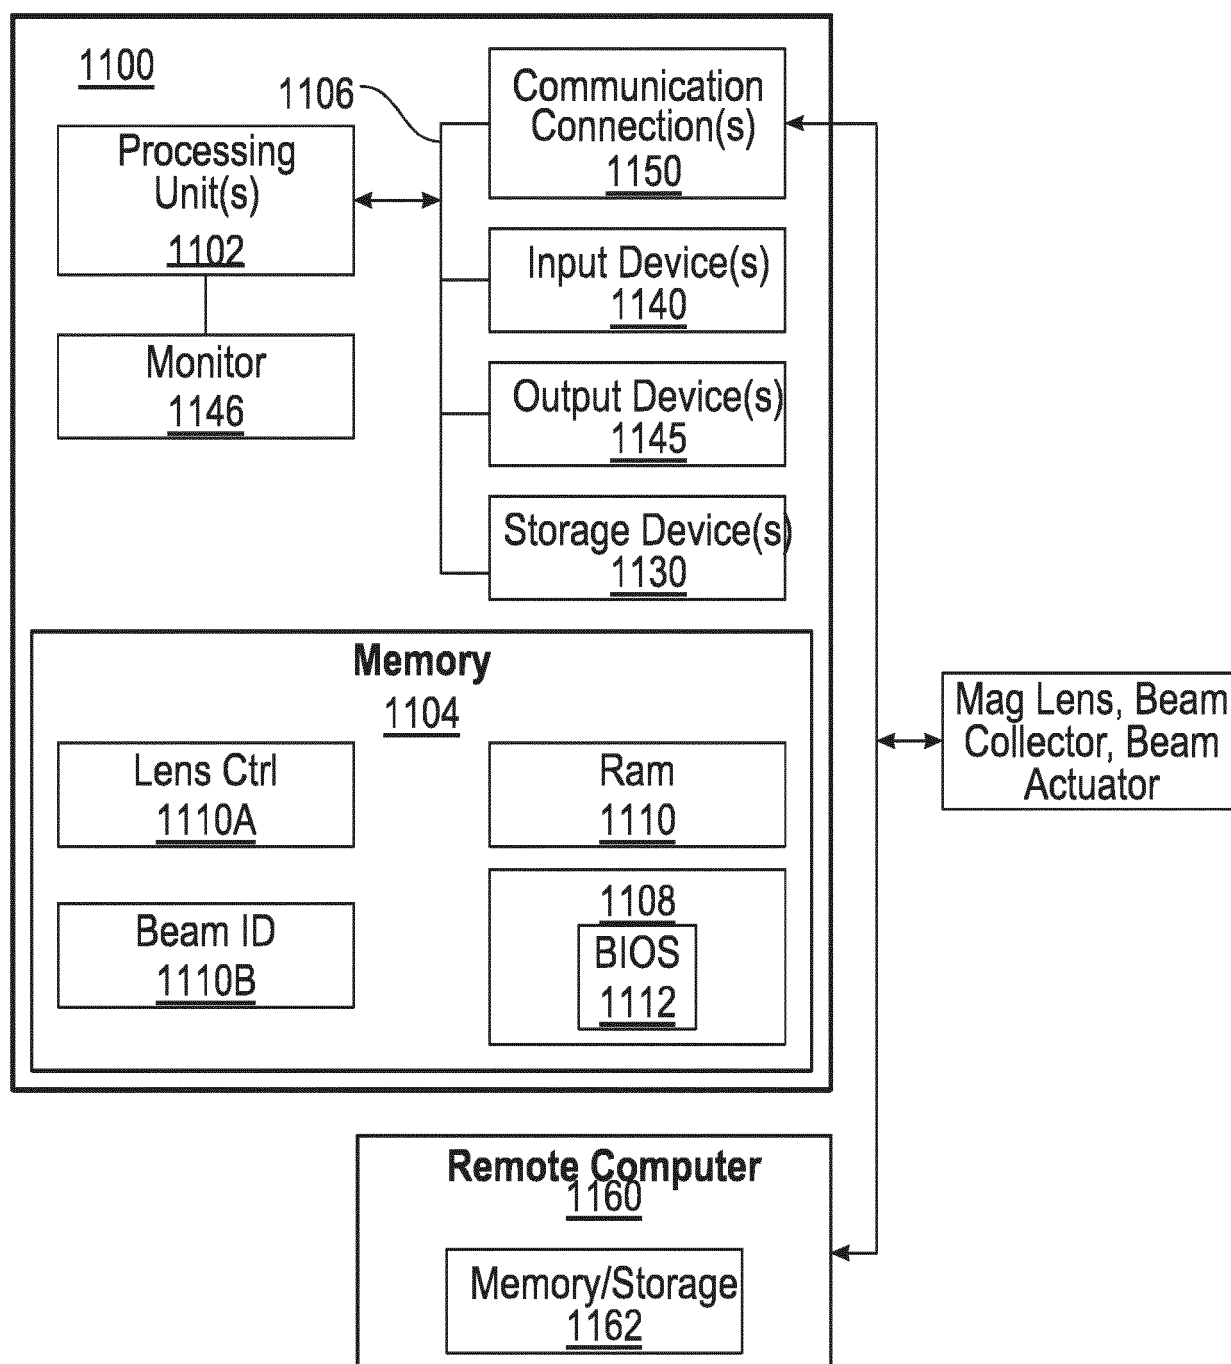 1100
1106
Communication
Connection(s)
1150
Processing
Unit(s)
1102
Input Device(s)
1140
Monitor
1146
Output Device(s)
1145
Storage Device(s)
1130
Memory
1104
Lens Ctrl
1110A
Ram
1110
Beam ID
1110B
1108
BIOS
1112
Mag Lens, Beam
Collector, Beam
Actuator
Remote Computer
1160
Memory/Storage
1162